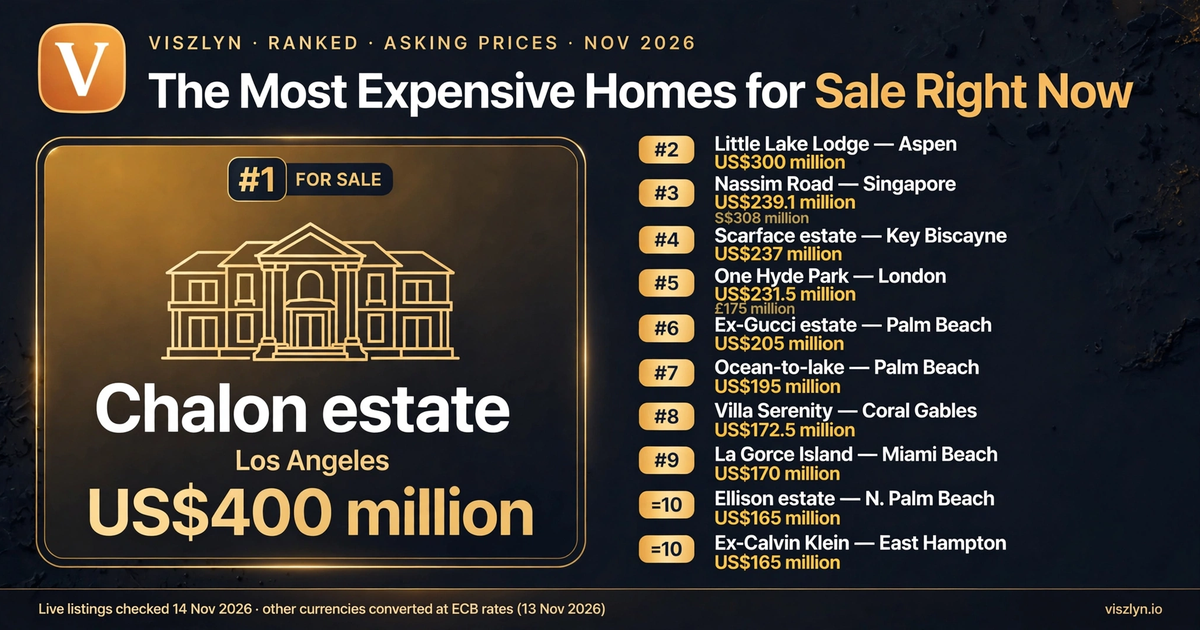 V
VISZLYN · RANKED · ASKING PRICES · NOV 2026
The Most Expensive Homes for Sale Right Now
#1 FOR SALE
Chalon estate
Los Angeles
US$400 million
#2 Little Lake Lodge — Aspen
US$300 million
#3 Nassim Road — Singapore
US$239.1 million
S$308 million
#4 Scarface estate — Key Biscayne
US$237 million
#5 One Hyde Park — London
US$231.5 million
£175 million
#6 Ex-Gucci estate — Palm Beach
US$205 million
#7 Ocean-to-lake — Palm Beach
US$195 million
#8 Villa Serenity — Coral Gables
US$172.5 million
#9 La Gorce Island — Miami Beach
US$170 million
=10 Ellison estate — N. Palm Beach
US$165 million
=10 Ex-Calvin Klein — East Hampton
US$165 million
Live listings checked 14 Nov 2026 · other currencies converted at ECB rates (13 Nov 2026)
viszlyn.io